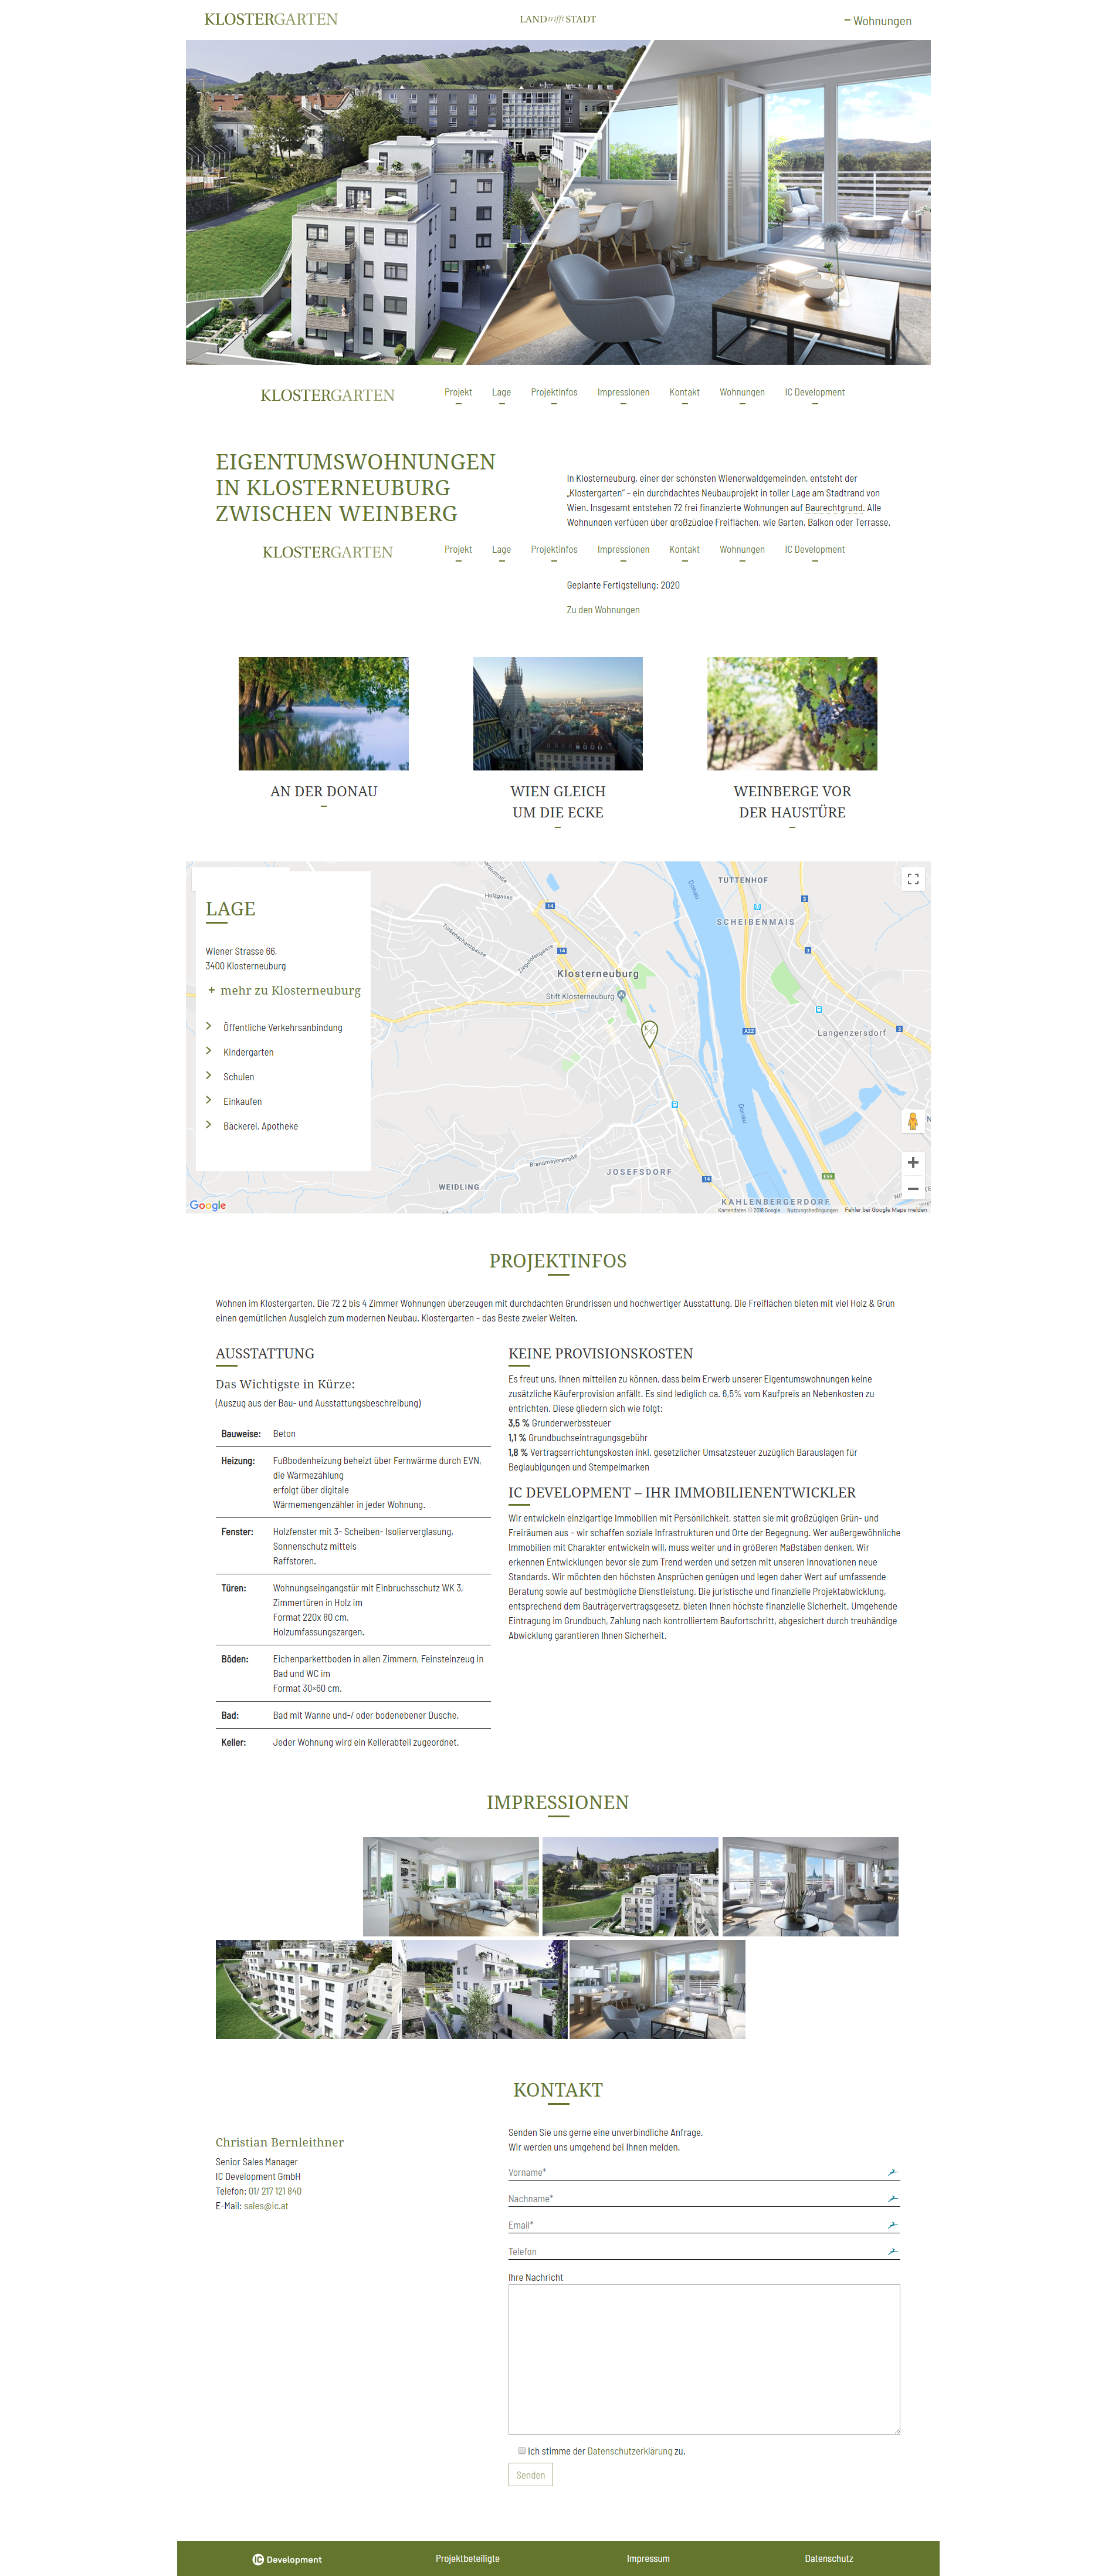 KLOSTERGARTEN
LAND trifft STADT
– Wohnungen
KLOSTERGARTEN
Projekt Lage Projektinfos Impressionen Kontakt Wohnungen IC Development
EIGENTUMSWOHNUNGEN
IN KLOSTERNEUBURG
ZWISCHEN WEINBERG
In Klosterneuburg, einer der schönsten Wienerwaldgemeinden, entsteht der
„Klostergarten“ – ein durchdachtes Neubauprojekt in toller Lage am Stadtrand von
Wien. Insgesamt entstehen 72 frei finanzierte Wohnungen auf Baurechtgrund. Alle
Wohnungen verfügen über großzügige Freiflächen, wie Garten, Balkon oder Terrasse.
KLOSTERGARTEN
Projekt Lage Projektinfos Impressionen Kontakt Wohnungen IC Development
Geplante Fertigstellung: 2020
Zu den Wohnungen
AN DER DONAU
WIEN GLEICH
UM DIE ECKE
WEINBERGE VOR
DER HAUSTÜRE
LAGE
Wiener Strasse 66,
3400 Klosterneuburg
+ mehr zu Klosterneuburg
Öffentliche Verkehrsanbindung
Kindergarten
Schulen
Einkaufen
Bäckerei, Apotheke
Holzgasse
Türkenschanzgasse
Ziegelofengasse
14
14
Klosterneuburg
Stift Klosterneuburg
KG
Donau
TUTTENHOF
3
SCHEIBENMAIS
3
A22
Langenzersdorf
3
Donau
Brandmayerstraße
JOSEFSDORF
WEIDLING
14
E59
KAHLENBERGERDORF
Google
Kartendaten © 2018 Google Nutzungsbedingungen Fehler bei Google Maps melden
PROJEKTINFOS
Wohnen im Klostergarten. Die 72 2 bis 4 Zimmer Wohnungen überzeugen mit durchdachten Grundrissen und hochwertiger Ausstattung. Die Freiflächen bieten mit viel Holz & Grün
einen gemütlichen Ausgleich zum modernen Neubau. Klostergarten – das Beste zweier Welten.
AUSSTATTUNG
Das Wichtigste in Kürze:
(Auszug aus der Bau- und Ausstattungsbeschreibung)
Bauweise: Beton
Heizung: Fußbodenheizung beheizt über Fernwärme durch EVN,
die Wärmezählung
erfolgt über digitale
Wärmemengenzähler in jeder Wohnung.
Fenster: Holzfenster mit 3- Scheiben- Isolierverglasung,
Sonnenschutz mittels
Raffstoren.
Türen: Wohnungseingangstür mit Einbruchsschutz WK 3,
Zimmertüren in Holz im
Format 220x 80 cm,
Holzumfassungszargen.
Böden: Eichenparkettboden in allen Zimmern, Feinsteinzeug in
Bad und WC im
Format 30×60 cm.
Bad: Bad mit Wanne und-/ oder bodenebener Dusche.
Keller: Jeder Wohnung wird ein Kellerabteil zugeordnet.
KEINE PROVISIONSKOSTEN
Es freut uns, Ihnen mitteilen zu können, dass beim Erwerb unserer Eigentumswohnungen keine
zusätzliche Käuferprovision anfällt. Es sind lediglich ca. 6,5% vom Kaufpreis an Nebenkosten zu
entrichten. Diese gliedern sich wie folgt:
3,5 % Grunderwerbssteuer
1,1 % Grundbuchseintragungsgebühr
1,8 % Vertragserrichtungskosten inkl. gesetzlicher Umsatzsteuer zuzüglich Barauslagen für
Beglaubigungen und Stempelmarken
IC DEVELOPMENT – IHR IMMOBILIENENTWICKLER
Wir entwickeln einzigartige Immobilien mit Persönlichkeit, statten sie mit großzügigen Grün- und
Freiräumen aus – wir schaffen soziale Infrastrukturen und Orte der Begegnung. Wer außergewöhnliche
Immobilien mit Charakter entwickeln will, muss weiter und in größeren Maßstäben denken. Wir
erkennen Entwicklungen bevor sie zum Trend werden und setzen mit unseren Innovationen neue
Standards. Wir möchten den höchsten Ansprüchen genügen und legen daher Wert auf umfassende
Beratung sowie auf bestmögliche Dienstleistung. Die juristische und finanzielle Projektabwicklung,
entsprechend dem Bauträgervertragsgesetz, bieten Ihnen höchste finanzielle Sicherheit. Umgehende
Eintragung im Grundbuch, Zahlung nach kontrolliertem Baufortschritt, abgesichert durch treuhändige
Abwicklung garantieren Ihnen Sicherheit.
IMPRESSIONEN
KONTAKT
Christian Bernleithner
Senior Sales Manager
IC Development GmbH
Telefon: 01/ 217 121 840
E-Mail: sales@ic.at
Senden Sie uns gerne eine unverbindliche Anfrage.
Wir werden uns umgehend bei Ihnen melden.
Vorname*
Nachname*
Email*
Telefon
Ihre Nachricht
Ich stimme der Datenschutzerklärung zu.
Senden
IC Development
Projektbeteiligte
Impressum
Datenschutz